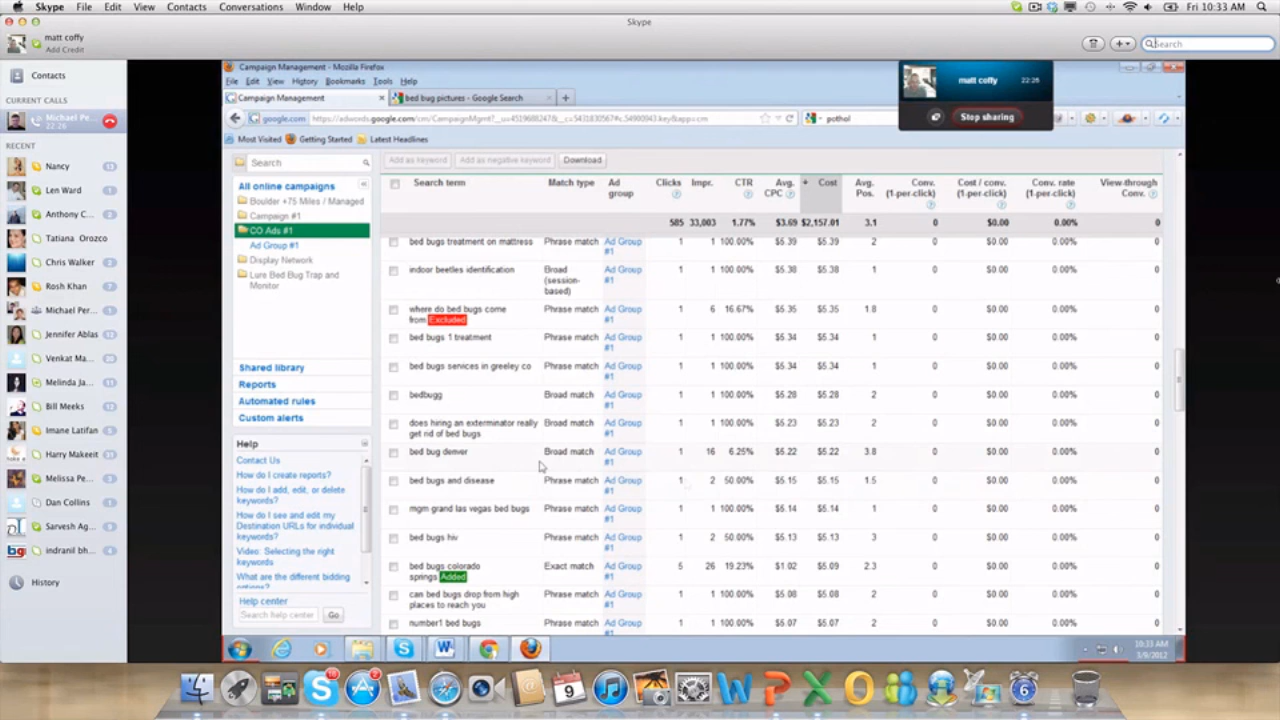 Skype File Edit View Contacts Conversations Window Help Fri 10:33 AM
Skype
matt coffy
Add Credit
Search
Contacts
CURRENT CALLS
Michael Pe...
22:26
RECENT
Nancy
Len Ward
Anthony C...
Tatiana Orozco
Chris Walker
Rosh Khan
Michael Per...
Jennifer Ablas
Venkat Ma...
Melinda Ja...
Bill Meeks
Imane Latifan
Harry Makeeit
Melissa Pe...
Dan Collins
Sarvesh Ag...
indranil bh...
History
Campaign Management - Mozilla Firefox
File Edit View History Bookmarks Tools Help
Campaign Management
bed bug pictures - Google Search
google.com
pothol
Most Visited Getting Started Latest Headlines
matt coffy 22:26
Stop sharing
Search
All online campaigns
Boulder +75 Miles / Managed
Campaign #1
CO Ads #1
Ad Group #1
Display Network
Lure Bed Bug Trap and
Monitor
Shared library
Reports
Automated rules
Custom alerts
Help
Contact Us
How do I create reports?
How do I add, edit, or delete
keywords?
How do I see and edit my
Destination URLs for individual
keywords?
Video: Selecting the right
keywords
What are the different bidding
options?
Help center
Search help center Go
Add as keyword Add as negative keyword Download
Search term Match type Ad group Clicks Impr. CTR Avg. CPC Cost Avg. Pos. Conv. (1-per-click) Cost / conv. (1-per-click) Conv. rate (1-per-click) View-through Conv.
585 33,003 1.77% $3.69 $2,157.01 3.1 0 $0.00 0.00% 0
bed bugs treatment on mattress Phrase match Ad Group #1 1 1 100.00% $5.39 $5.39 2 0 $0.00 0.00% 0
indoor beetles identification Broad (session-based) Ad Group #1 1 1 100.00% $5.38 $5.38 1 0 $0.00 0.00% 0
where do bed bugs come from Excluded Phrase match Ad Group #1 1 6 16.67% $5.35 $5.35 1.8 0 $0.00 0.00% 0
bed bugs 1 treatment Phrase match Ad Group #1 1 1 100.00% $5.34 $5.34 1 0 $0.00 0.00% 0
bed bugs services in greeley co Phrase match Ad Group #1 1 1 100.00% $5.34 $5.34 1 0 $0.00 0.00% 0
bedbugg Broad match Ad Group #1 1 1 100.00% $5.28 $5.28 2 0 $0.00 0.00% 0
does hiring an exterminator really get rid of bed bugs Broad match Ad Group #1 1 1 100.00% $5.23 $5.23 2 0 $0.00 0.00% 0
bed bug denver Broad match Ad Group #1 1 16 6.25% $5.22 $5.22 3.8 0 $0.00 0.00% 0
bed bugs and disease Phrase match Ad Group #1 1 2 50.00% $5.15 $5.15 1.5 0 $0.00 0.00% 0
mgm grand las vegas bed bugs Phrase match Ad Group #1 1 1 100.00% $5.14 $5.14 1 0 $0.00 0.00% 0
bed bugs hiv Phrase match Ad Group #1 1 2 50.00% $5.13 $5.13 3 0 $0.00 0.00% 0
bed bugs colorado springs Added Exact match Ad Group #1 5 26 19.23% $1.02 $5.09 2.3 0 $0.00 0.00% 0
can bed bugs drop from high places to reach you Phrase match Ad Group #1 1 1 100.00% $5.08 $5.08 2 0 $0.00 0.00% 0
number1 bed bugs Phrase match Ad Group #1 1 1 100.00% $5.07 $5.07 2 0 $0.00 0.00% 0
10:33 AM
3/9/2012